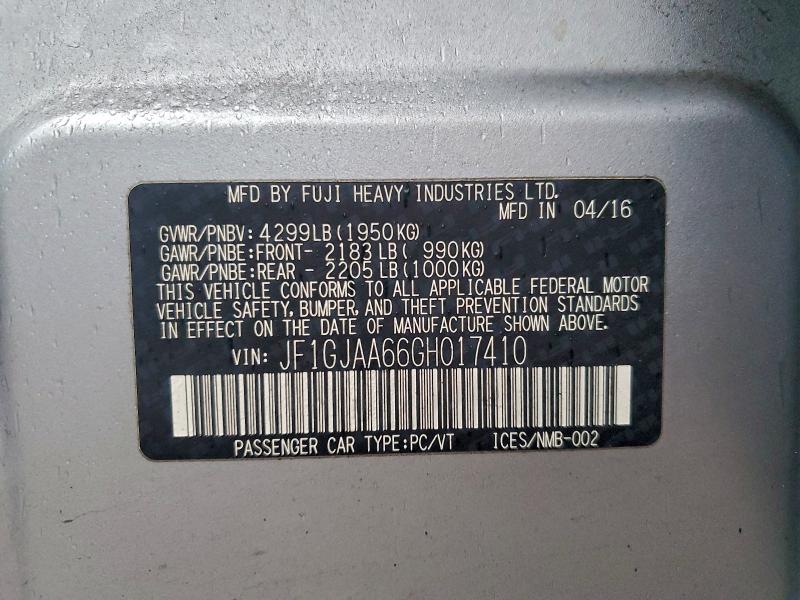 MFD BY FUJI HEAVY INDUSTRIES LTD.
MFD IN 04/16
GVWR/PNBV: 4299LB(1950KG)
GAWR/PNBE:FRONT- 2183LB( 990KG)
GAWR/PNBE:REAR - 2205LB(1000KG)
THIS VEHICLE CONFORMS TO ALL APPLICABLE FEDERAL MOTOR
VEHICLE SAFETY, BUMPER, AND THEFT PREVENTION STANDARDS
IN EFFECT ON THE DATE OF MANUFACTURE SHOWN ABOVE.
VIN: JF1GJAA66GH017410
PASSENGER CAR TYPE:PC/VT ICES/NMB-002